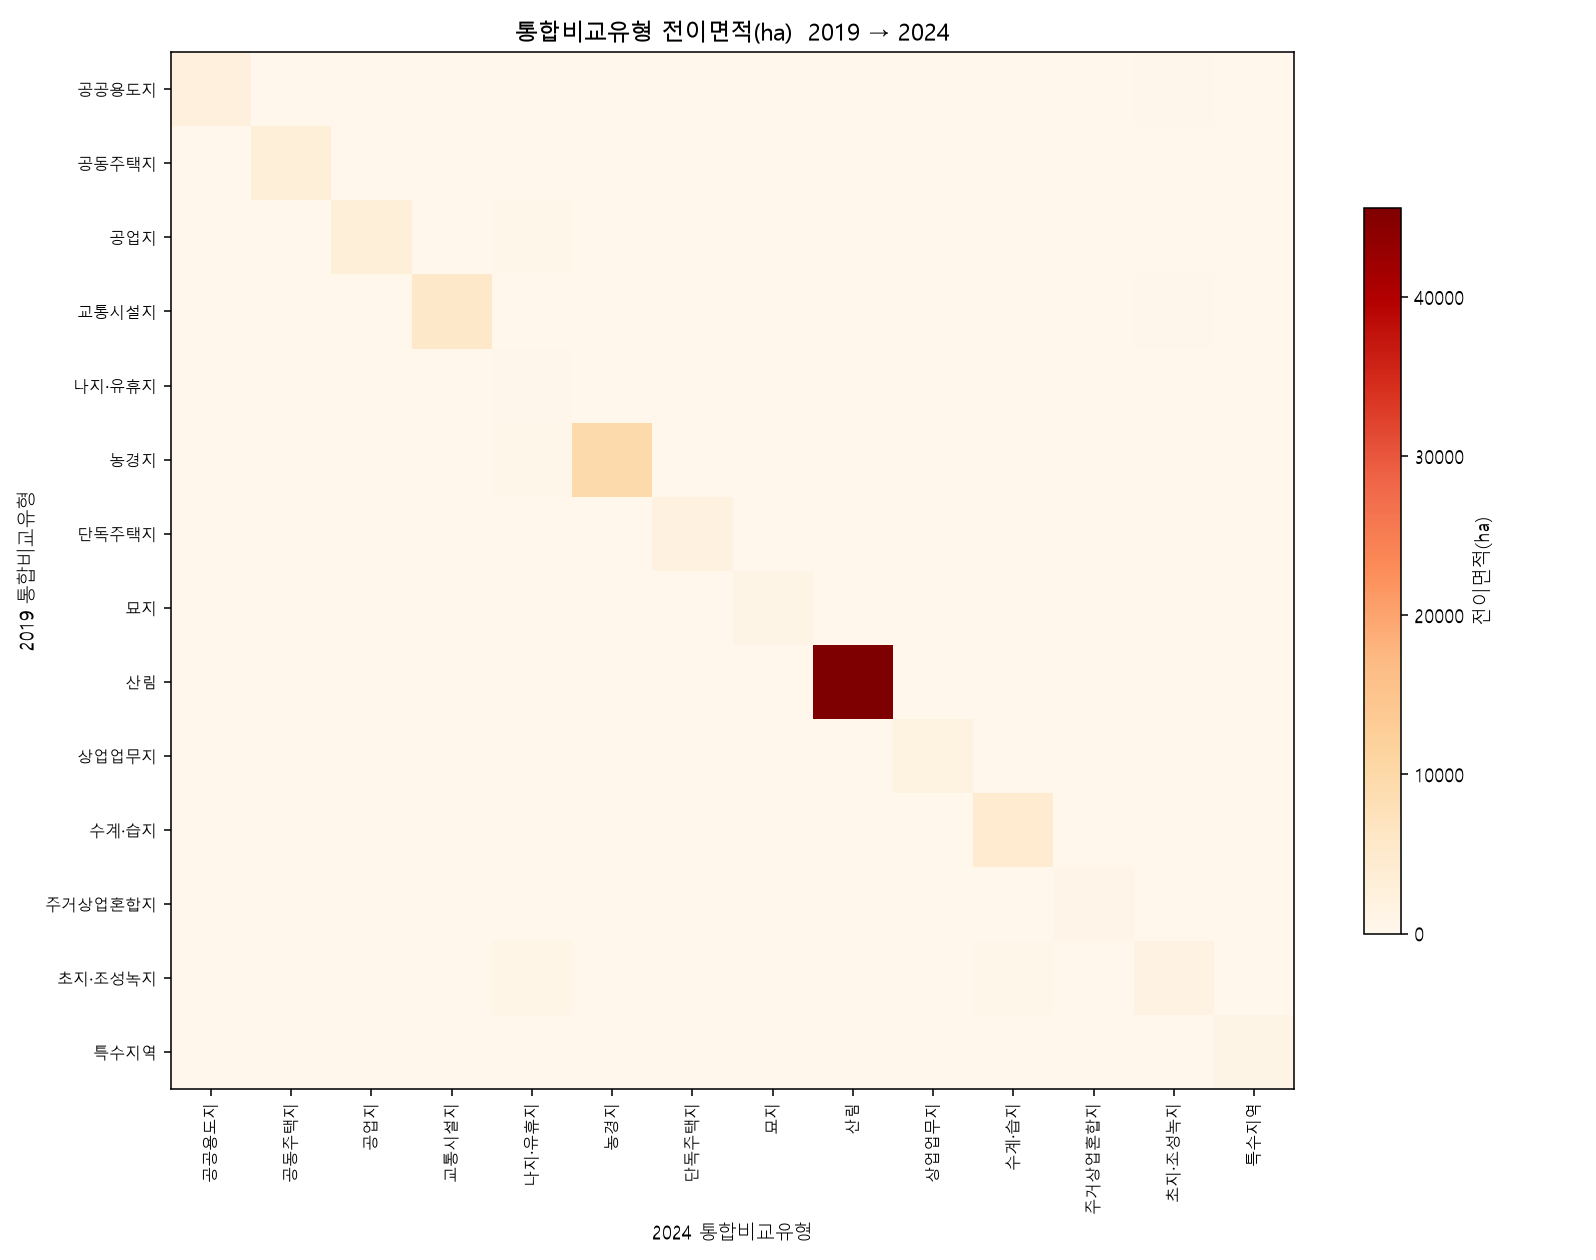 통합비교유형 전이면적(ha) 2019 → 2024
2019 통합비교유형
공공용도지
공동주택지
공업지
교통시설지
나지·유휴지
농경지
단독주택지
묘지
산림
상업업무지
수계·습지
주거상업혼합지
초지·조성녹지
특수지역
공공용도지
공동주택지
공업지
교통시설지
나지·유휴지
농경지
단독주택지
묘지
산림
상업업무지
수계·습지
주거상업혼합지
초지·조성녹지
특수지역
2024 통합비교유형
40000
30000
20000
10000
0
전이면적(ha)